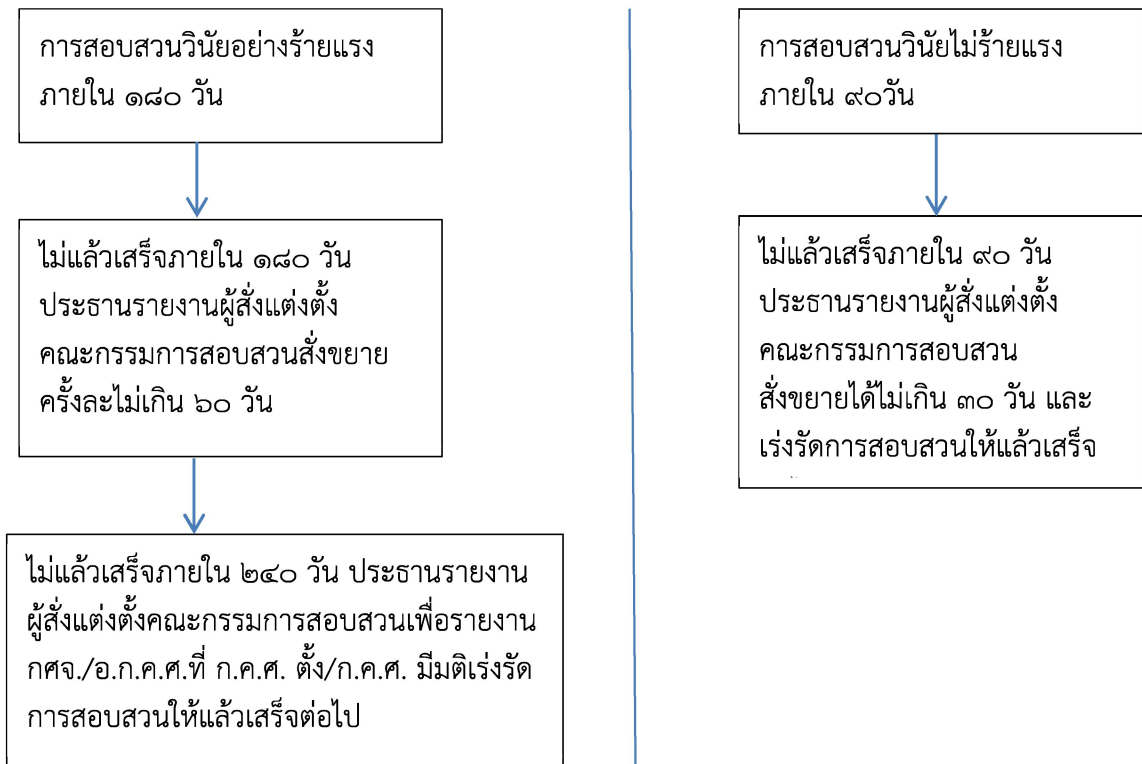 การสอบสวนวินัยอย่างร้ายแรง
ภายใน ๑๘๐ วัน
ไม่แล้วเสร็จภายใน ๑๘๐ วัน
ประธานรายงานผู้สั่งแต่งตั้ง
คณะกรรมการสอบสวนสั่งขยาย
ครั้งละไม่เกิน ๖๐ วัน
ไม่แล้วเสร็จภายใน ๒๔๐ วัน ประธานรายงาน
ผู้สั่งแต่งตั้งคณะกรรมการสอบสวนเพื่อรายงาน
กศจ./อ.ก.ค.ศ.ที่ ก.ค.ศ. ตั้ง/ก.ค.ศ. มีมติเร่งรัด
การสอบสวนให้แล้วเสร็จต่อไป
การสอบสวนวินัยไม่ร้ายแรง
ภายใน ๙๐วัน
ไม่แล้วเสร็จภายใน ๙๐ วัน
ประธานรายงานผู้สั่งแต่งตั้ง
คณะกรรมการสอบสวน
สั่งขยายได้ไม่เกิน ๓๐ วัน และ
เร่งรัดการสอบสวนให้แล้วเสร็จ